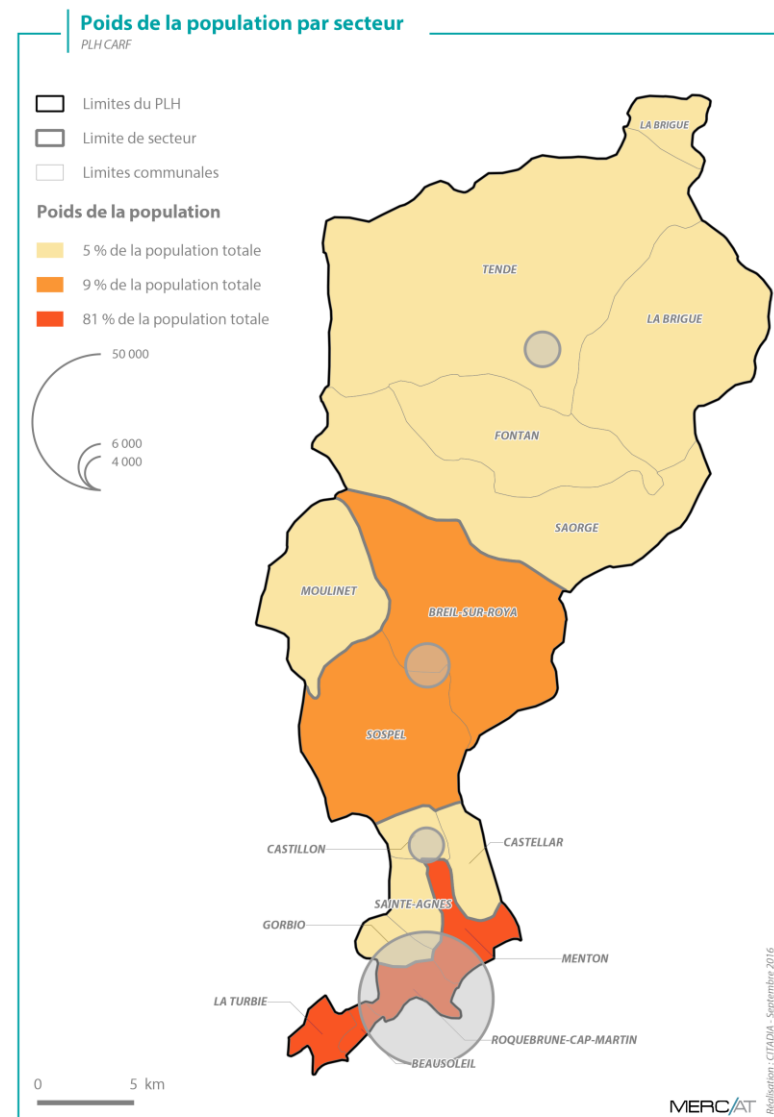 Poids de la population par secteur
PLH CARF
Limites du PLH
Limite de secteur
Limites communales
Poids de la population
5 % de la population totale
9 % de la population totale
81 % de la population totale
50 000
6 000
4 000
LA BRIGUE
TENDE
LA BRIGUE
FONTAN
SAORGE
MOULINET
BREIL-SUR-ROYA
SOSPEL
CASTILLON
CASTELLAR
SAINTE-AGNES
GORBIO
MENTON
LA TURBIE
ROQUEBRUNE-CAP-MARTIN
BEAUSOLEIL
0 5 km
MERC/AT
Réalisation : CITADIA - Septembre 2016